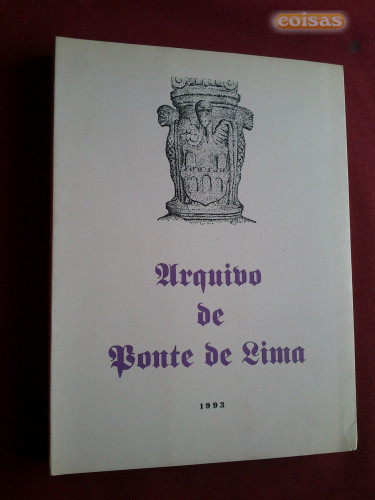 coisas
Arquivo
de
Ponte de Lima
1993